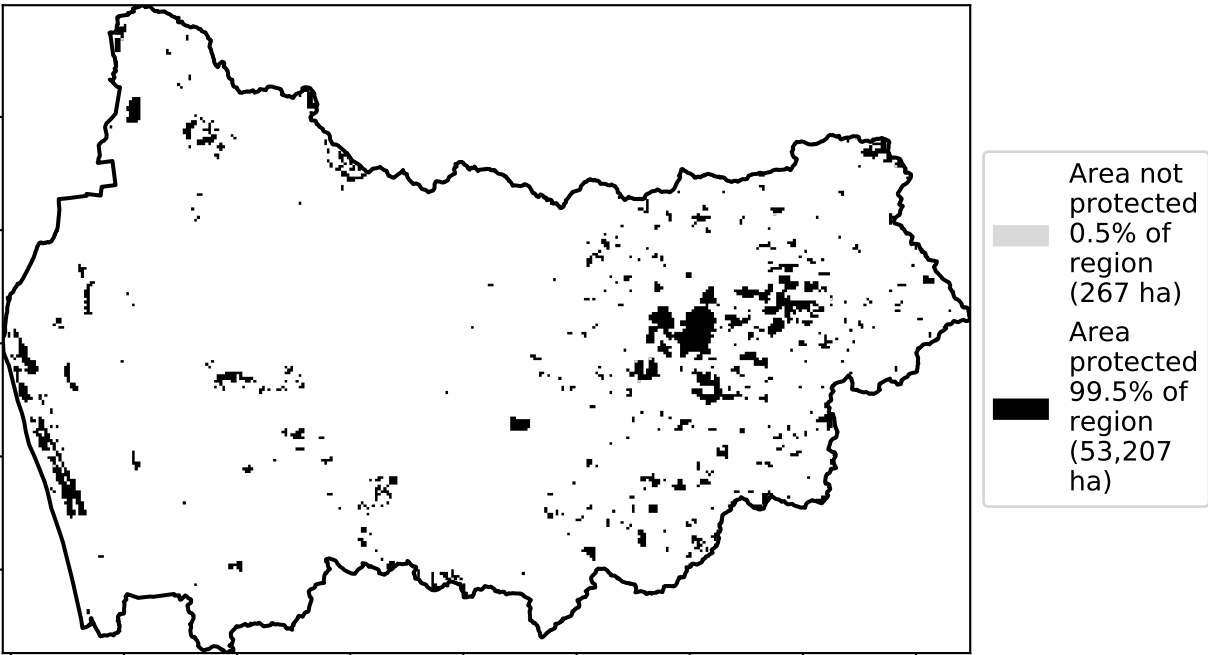 Area not
protected
0.5% of
region
(267 ha)
Area
protected
99.5% of
region
(53,207
ha)